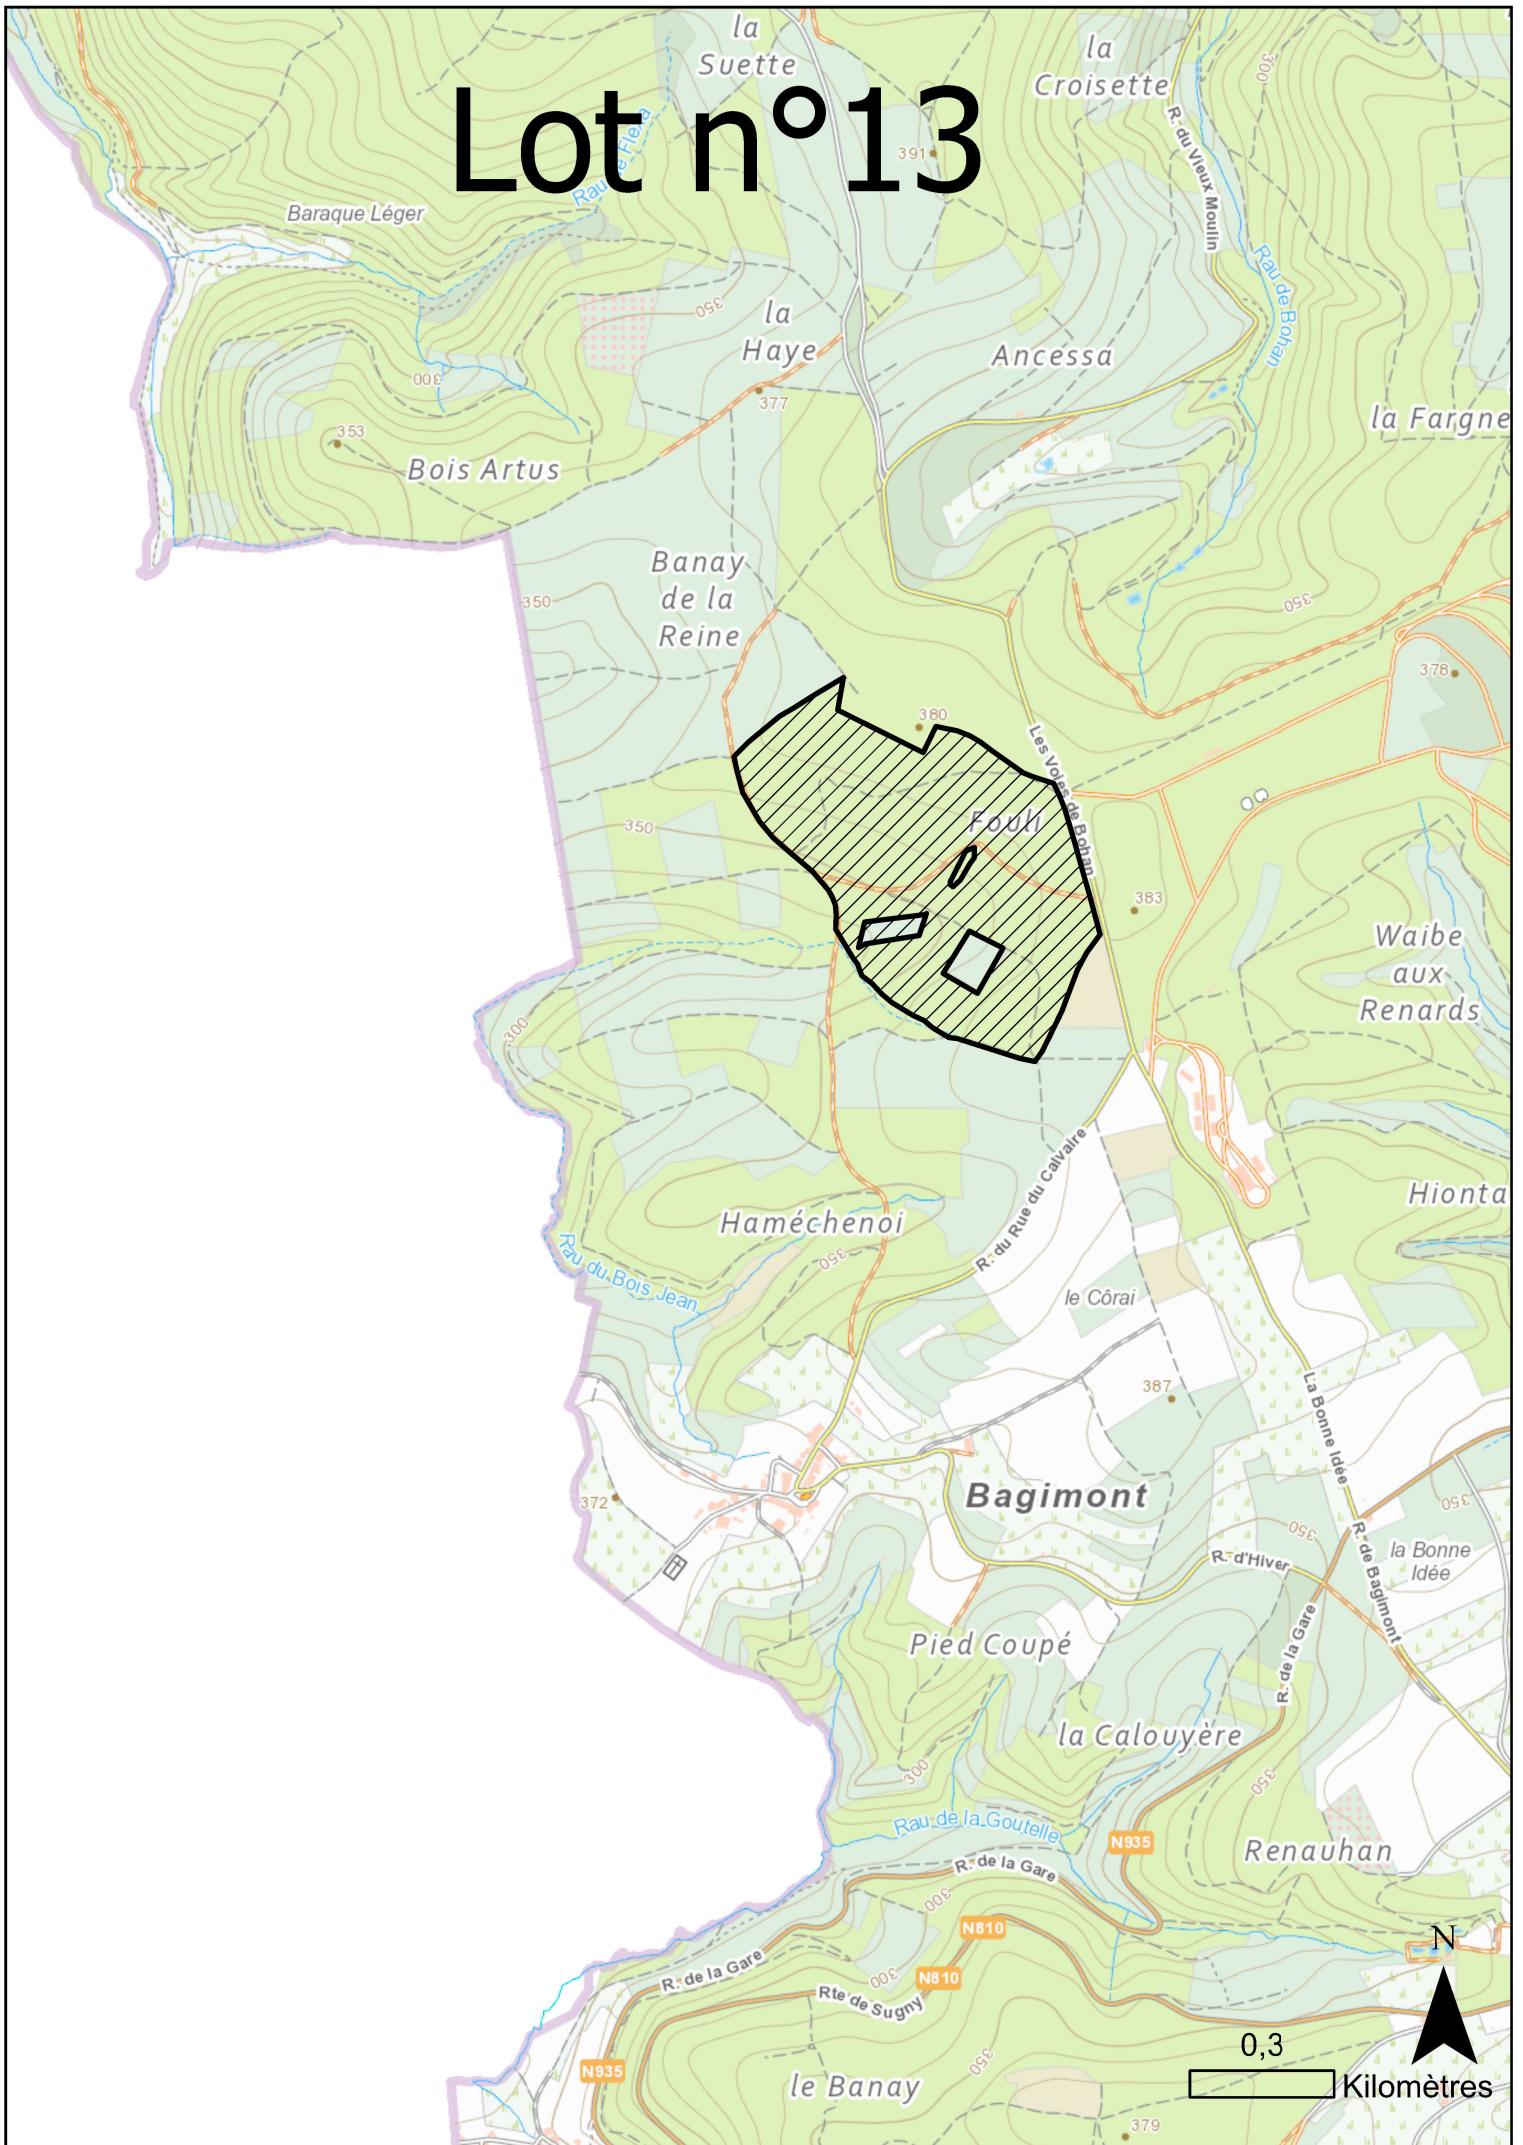 la
Suette
la
Croisette
300
Lot n°13
391
Rau de Flexa
R. du Vieux Moulin
Baraque Léger
Rau de Bohan
350
la
Haye
Ancessa
300
377
353
la Fargne
Bois Artus
Banay
de la
Reine
350
350
378
380
Les Voies de Bohan
Fouli
350
383
Waibe
aux
Renards
300
R. du Rue du Calvaire
Hionta
Haméchenoi
350
Rau du Bois Jean
le Côrai
387
La Bonne Idée
372
Bagimont
350
350
R. d'Hiver
R. de Bagimont
la Bonne
Idée
Pied Coupé
R. de la Gare
la Calouyère
300
350
Rau de la Goutelle
N935
Renauhan
R. de la Gare
300
N810
N
R. de la Gare
300
N810
Rte de Sugny
0,3
350
N935
le Banay
Kilomètres
379